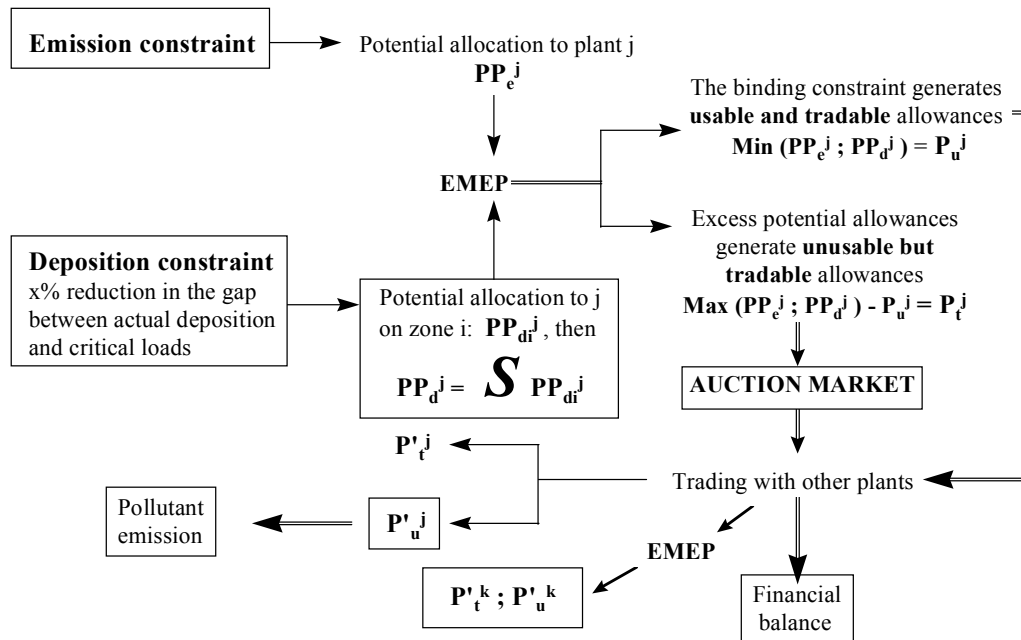 Emission constraint
Potential allocation to plant j
PP_e^j
The binding constraint generates
usable and tradable allowances =
Min (PP_e^j ; PP_d^j ) = P_u^j
EMEP
Excess potential allowances
generate unusable but
tradable allowances
Max (PP_e^j ; PP_d^j ) - P_u^j = P_t^j
Deposition constraint
x% reduction in the gap
between actual deposition
and critical loads
Potential allocation to j
on zone i: PP_di^j , then
PP_d^j = S PP_di^j
AUCTION MARKET
P'_t^j
Trading with other plants
Pollutant
emission
P'_u^j
EMEP
P'_t^k ; P'_u^k
Financial
balance